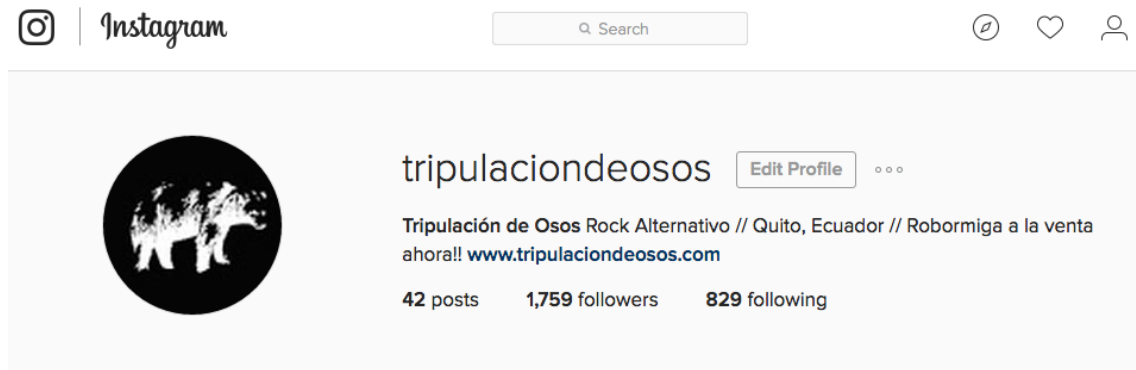 Instagram
Search
tripulaciondeosos Edit Profile
Tripulación de Osos Rock Alternativo // Quito, Ecuador // Robormiga a la venta
ahora!! www.tripulaciondeosos.com
42 posts 1,759 followers 829 following